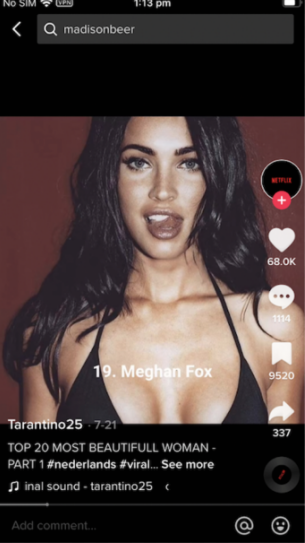 No SIM VPN 1:13 pm
madisonbeer
NETFLIX
68.0K
1114
9520
19. Meghan Fox
337
Tarantino25 · 7-21
TOP 20 MOST BEAUTIFULL WOMAN -
PART 1 #nederlands #viral... See more
inal sound - tarantino25
Add comment...